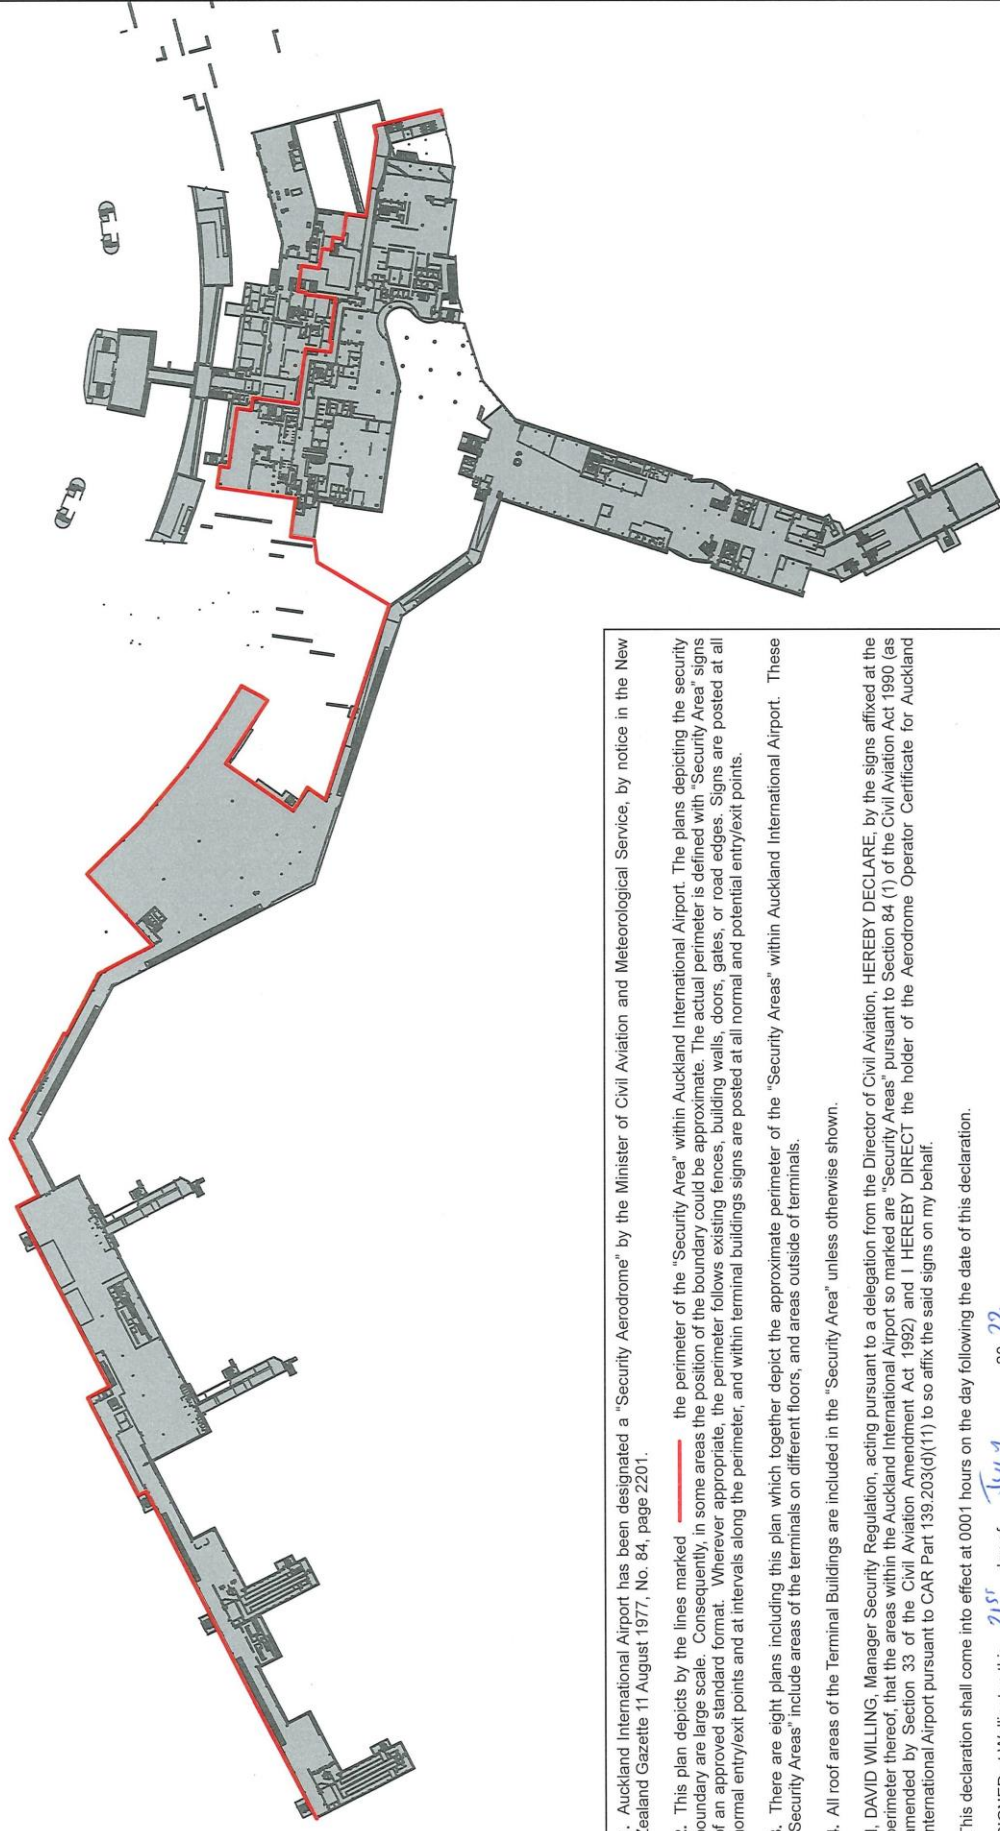 . Auckland International Airport has been designated a “Security Aerodrome” by the Minister of Civil Aviation and Meteorological Service, by notice in the New
Zealand Gazette 11 August 1977, No. 84, page 2201.
2. This plan depicts by the lines marked the perimeter of the “Security Area” within Auckland International Airport. The plans depicting the security
oundary are large scale. Consequently, in some areas the position of the boundary could be approximate. The actual perimeter is defined with “Security Area” signs
of an approved standard format. Wherever appropriate, the perimeter follows existing fences, building walls, doors, gates, or road edges. Signs are posted at all
normal entry/exit points and at intervals along the perimeter, and within terminal buildings signs are posted at all normal and potential entry/exit points.
3. There are eight plans including this plan which together depict the approximate perimeter of the “Security Areas” within Auckland International Airport. These
Security Areas” include areas of the terminals on different floors, and areas outside of terminals.
4. All roof areas of the Terminal Buildings are included in the “Security Area” unless otherwise shown.
I, DAVID WILLING, Manager Security Regulation, acting pursuant to a delegation from the Director of Civil Aviation, HEREBY DECLARE, by the signs affixed at the
perimeter thereof, that the areas within the Auckland International Airport so marked are “Security Areas” pursuant to Section 84 (1) of the Civil Aviation Act 1990 (as
mended by Section 33 of the Civil Aviation Amendment Act 1992) and I HEREBY DIRECT the holder of the Aerodrome Operator Certificate for Auckland
nternational Airport pursuant to CAR Part 139.203(d)(11) to so affix the said signs on my behalf.
This declaration shall come into effect at 0001 hours on the day following the date of this declaration.
at Wellington this 21ST day of July 20 22